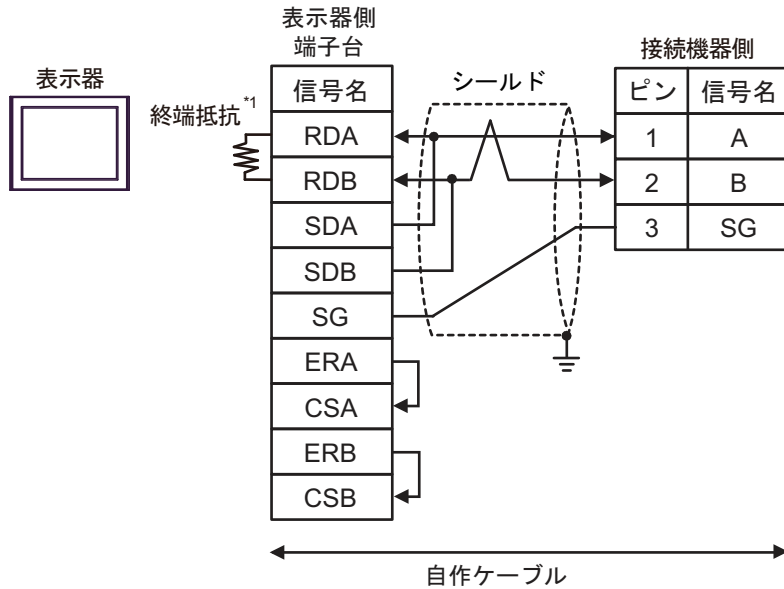 表示器側
端子台
接続機器側
表示器
終端抵抗*1
シールド
信号名
RDA
RDB
SDA
SDB
SG
ERA
CSA
ERB
CSB
ピン 信号名
1 A
2 B
3 SG
自作ケーブル